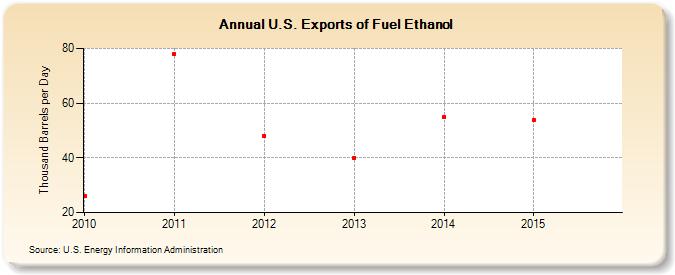 Annual U.S. Exports of Fuel Ethanol
Thousand Barrels per Day
80
60
40
20
2010 2011 2012 2013 2014 2015
Source: U.S. Energy Information Administration